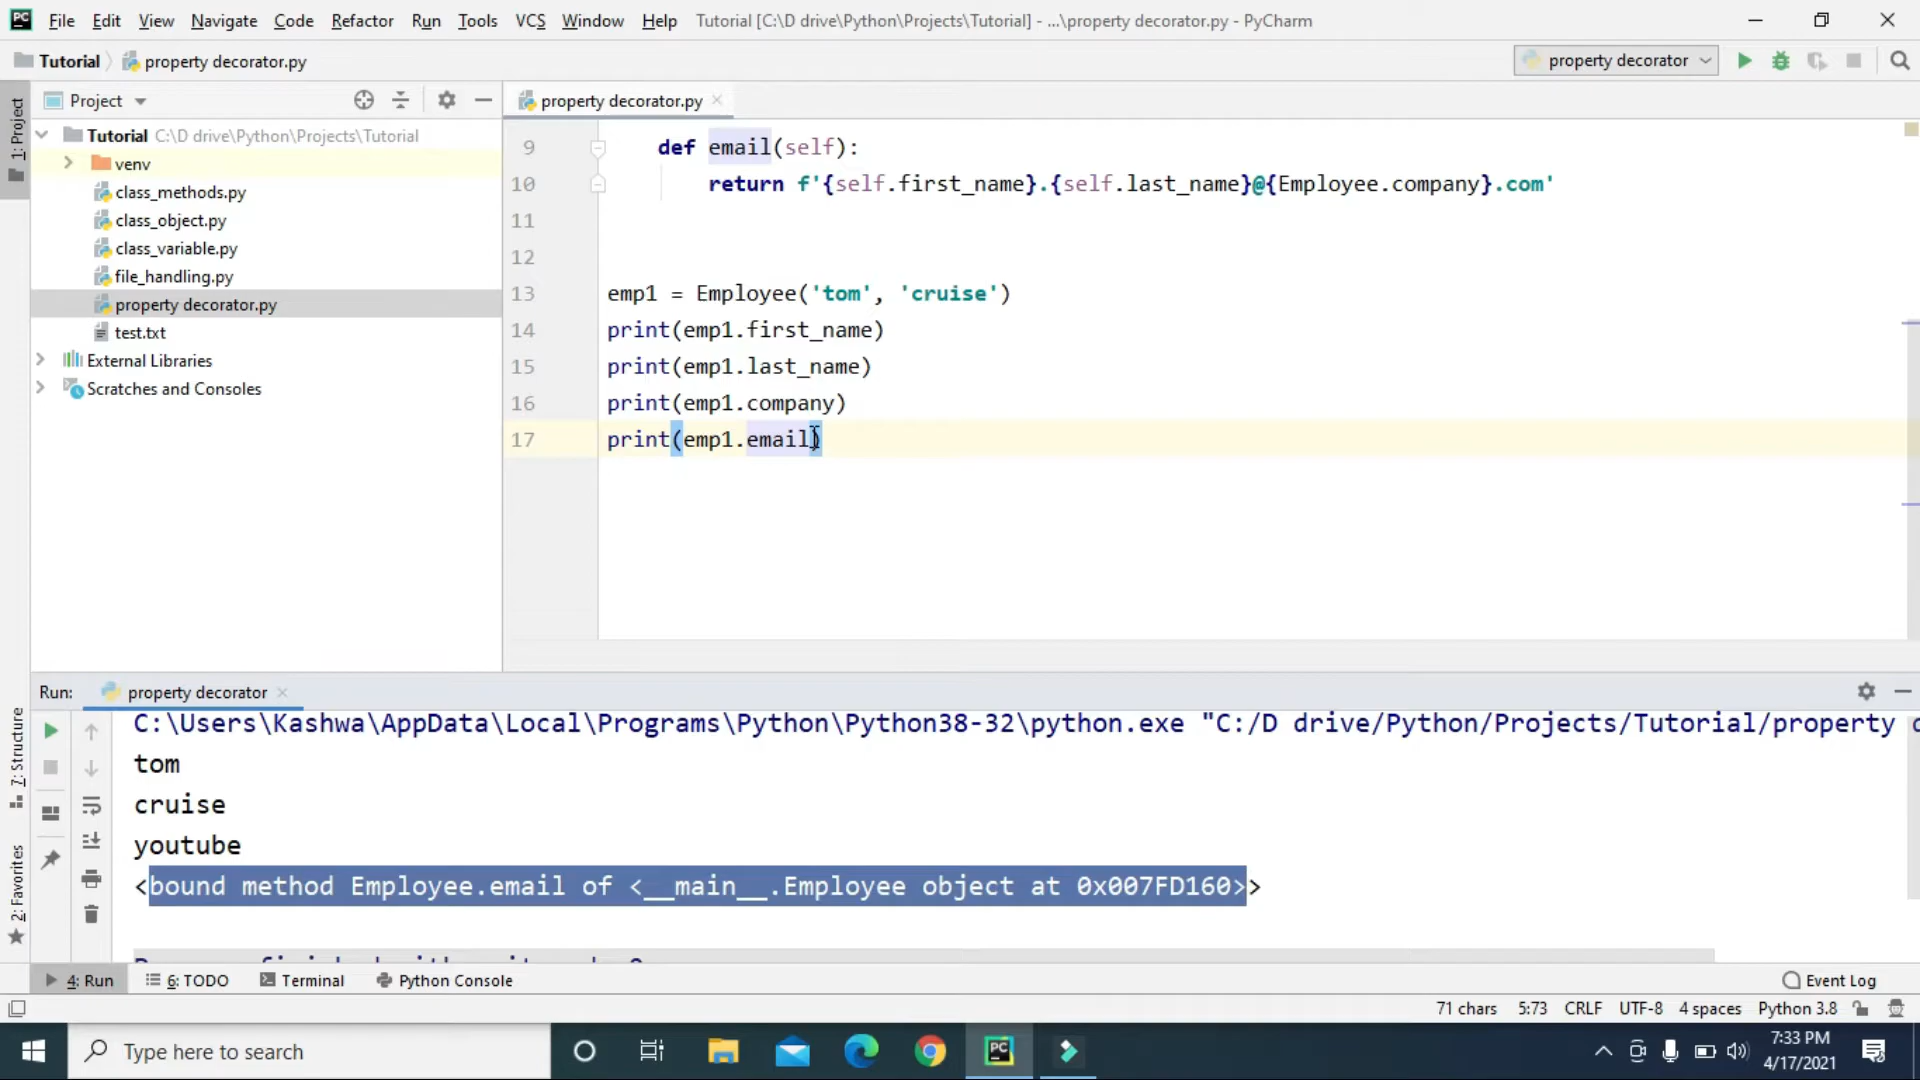 PC File Edit View Navigate Code Refactor Run Tools VCS Window Help Tutorial [C:\D drive\Python\Projects\Tutorial] - ...\property decorator.py - PyCharm
Tutorial property decorator.py property decorator
1: Project
Project
property decorator.py
Tutorial C:\D drive\Python\Projects\Tutorial
venv
class_methods.py
class_object.py
class_variable.py
file_handling.py
property decorator.py
test.txt
External Libraries
Scratches and Consoles
9 def email(self):
10 return f'{self.first_name}.{self.last_name}@{Employee.company}.com'
11
12
13 emp1 = Employee('tom', 'cruise')
14 print(emp1.first_name)
15 print(emp1.last_name)
16 print(emp1.company)
17 print(emp1.email)
Run: property decorator
C:\Users\Kashwa\AppData\Local\Programs\Python\Python38-32\python.exe "C:/D drive/Python/Projects/Tutorial/property
tom
cruise
youtube
<bound method Employee.email of <__main__.Employee object at 0x007FD160>>
7: Structure
2: Favorites
4: Run 6: TODO Terminal Python Console Event Log
71 chars 5:73 CRLF UTF-8 4 spaces Python 3.8
Type here to search
PC
7:33 PM
4/17/2021